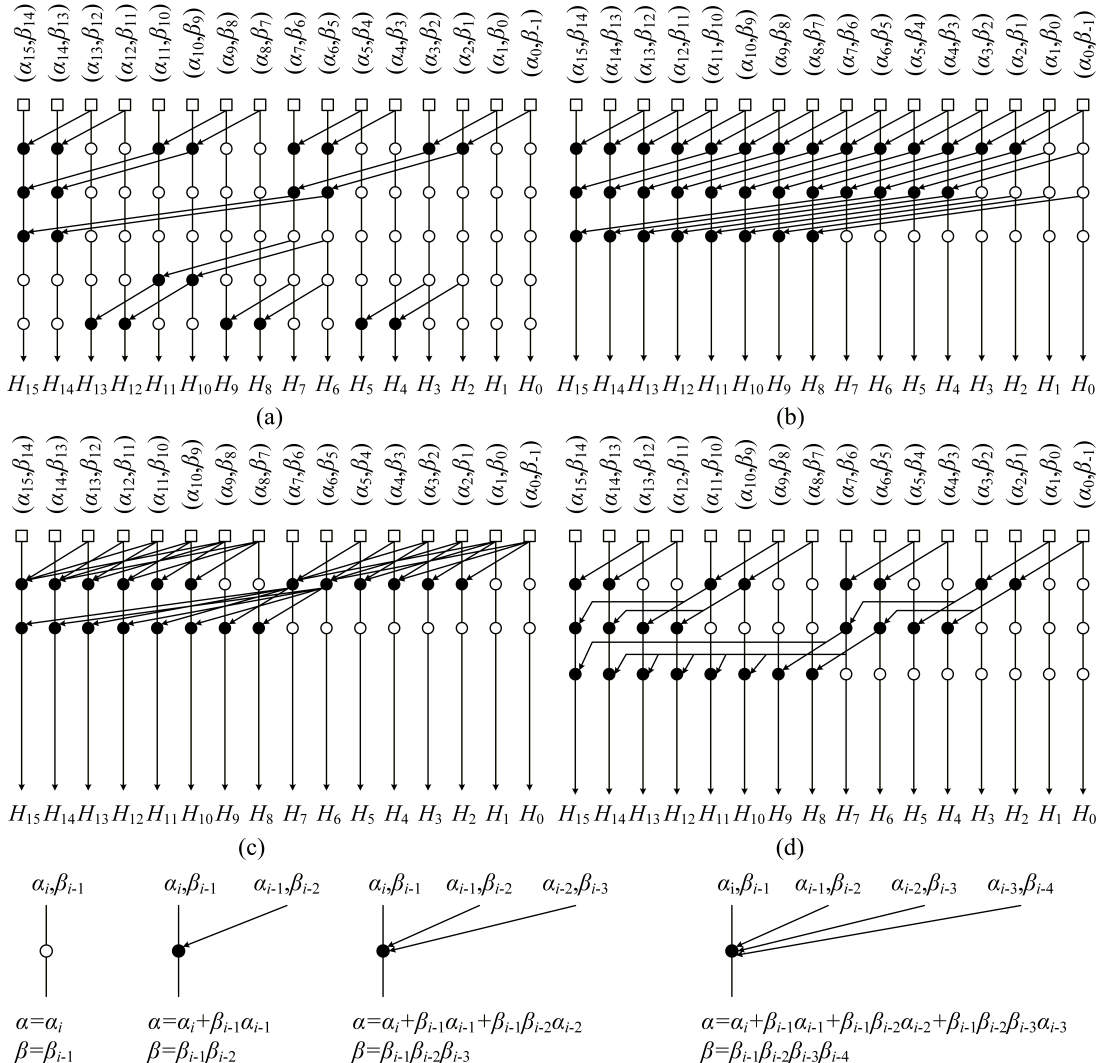 (α15,β14) (α14,β13) (α13,β12) (α12,β11) (α11,β10) (α10,β9) (α9,β8) (α8,β7) (α7,β6) (α6,β5) (α5,β4) (α4,β3) (α3,β2) (α2,β1) (α1,β0) (α0,β-1)
H15 H14 H13 H12 H11 H10 H9 H8 H7 H6 H5 H4 H3 H2 H1 H0
(a)
(α15,β14) (α14,β13) (α13,β12) (α12,β11) (α11,β10) (α10,β9) (α9,β8) (α8,β7) (α7,β6) (α6,β5) (α5,β4) (α4,β3) (α3,β2) (α2,β1) (α1,β0) (α0,β-1)
H15 H14 H13 H12 H11 H10 H9 H8 H7 H6 H5 H4 H3 H2 H1 H0
(b)
(α15,β14) (α14,β13) (α13,β12) (α12,β11) (α11,β10) (α10,β9) (α9,β8) (α8,β7) (α7,β6) (α6,β5) (α5,β4) (α4,β3) (α3,β2) (α2,β1) (α1,β0) (α0,β-1)
H15 H14 H13 H12 H11 H10 H9 H8 H7 H6 H5 H4 H3 H2 H1 H0
(c)
(α15,β14) (α14,β13) (α13,β12) (α12,β11) (α11,β10) (α10,β9) (α9,β8) (α8,β7) (α7,β6) (α6,β5) (α5,β4) (α4,β3) (α3,β2) (α2,β1) (α1,β0) (α0,β-1)
H15 H14 H13 H12 H11 H10 H9 H8 H7 H6 H5 H4 H3 H2 H1 H0
(d)
αi,βi-1
α=αi
β=βi-1
αi,βi-1 αi-1,βi-2
α=αi+βi-1αi-1
β=βi-1βi-2
αi,βi-1 αi-1,βi-2 αi-2,βi-3
α=αi+βi-1αi-1+βi-1βi-2αi-2
β=βi-1βi-2βi-3
αi,βi-1 αi-1,βi-2 αi-2,βi-3 αi-3,βi-4
α=αi+βi-1αi-1+βi-1βi-2αi-2+βi-1βi-2βi-3αi-3
β=βi-1βi-2βi-3βi-4